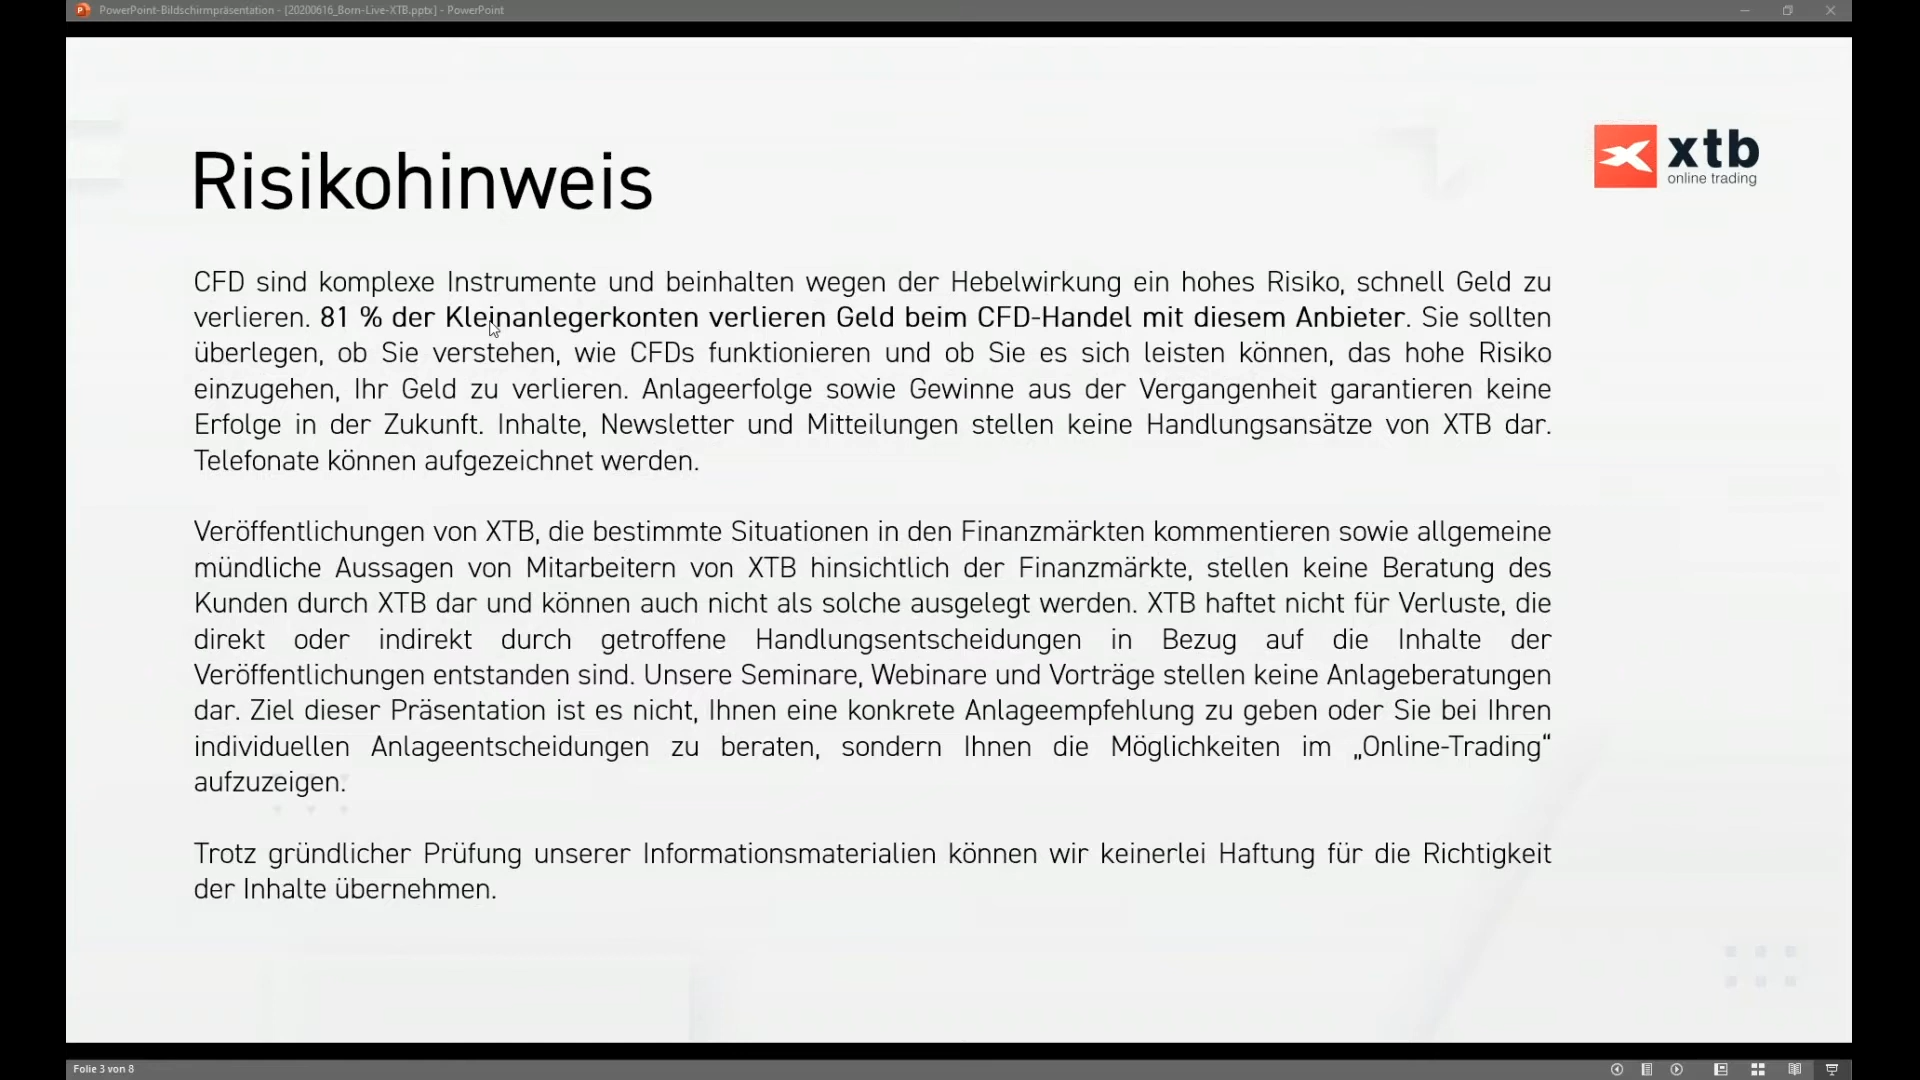 PowerPoint-Bildschirmpräsentation - [20200616_Born-Live-XTB.pptx] - PowerPoint
Risikohinweis
xtb
online trading
CFD sind komplexe Instrumente und beinhalten wegen der Hebelwirkung ein hohes Risiko, schnell Geld zu
verlieren. 81 % der Kleinanlegerkonten verlieren Geld beim CFD-Handel mit diesem Anbieter. Sie sollten
überlegen, ob Sie verstehen, wie CFDs funktionieren und ob Sie es sich leisten können, das hohe Risiko
einzugehen, Ihr Geld zu verlieren. Anlageerfolge sowie Gewinne aus der Vergangenheit garantieren keine
Erfolge in der Zukunft. Inhalte, Newsletter und Mitteilungen stellen keine Handlungsansätze von XTB dar.
Telefonate können aufgezeichnet werden.
Veröffentlichungen von XTB, die bestimmte Situationen in den Finanzmärkten kommentieren sowie allgemeine
mündliche Aussagen von Mitarbeitern von XTB hinsichtlich der Finanzmärkte, stellen keine Beratung des
Kunden durch XTB dar und können auch nicht als solche ausgelegt werden. XTB haftet nicht für Verluste, die
direkt oder indirekt durch getroffene Handlungsentscheidungen in Bezug auf die Inhalte der
Veröffentlichungen entstanden sind. Unsere Seminare, Webinare und Vorträge stellen keine Anlageberatungen
dar. Ziel dieser Präsentation ist es nicht, Ihnen eine konkrete Anlageempfehlung zu geben oder Sie bei Ihren
individuellen Anlageentscheidungen zu beraten, sondern Ihnen die Möglichkeiten im „Online-Trading“
aufzuzeigen.
Trotz gründlicher Prüfung unserer Informationsmaterialien können wir keinerlei Haftung für die Richtigkeit
der Inhalte übernehmen.
Folie 3 von 8